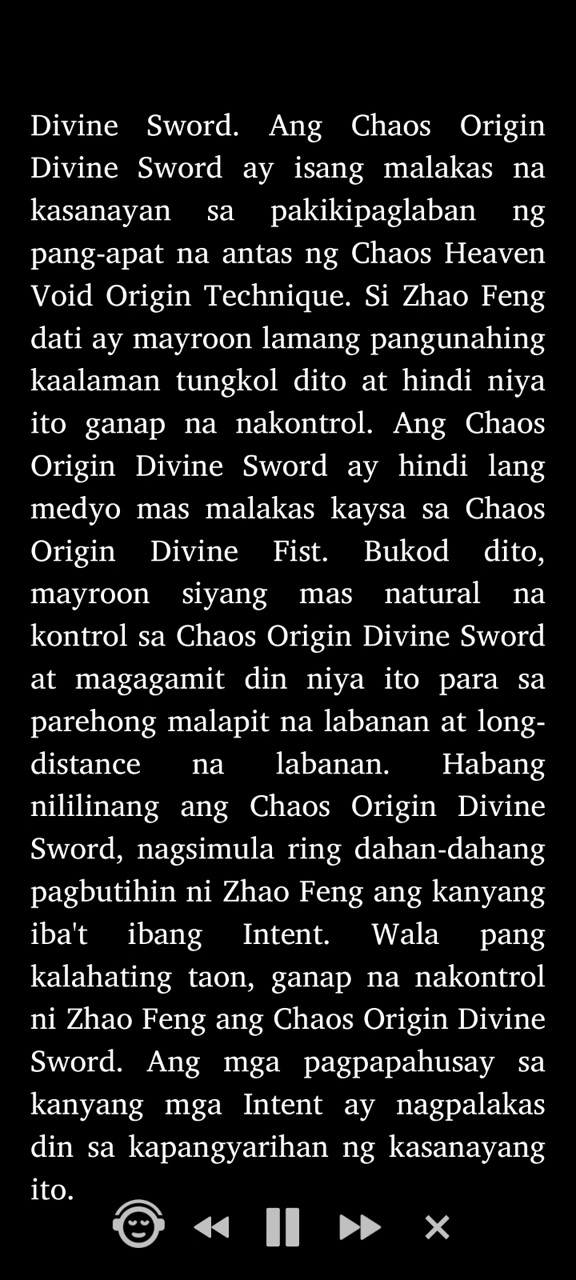 Divine Sword. Ang Chaos Origin
Divine Sword ay isang malakas na
kasanayan sa pakikipaglaban ng
pang-apat na antas ng Chaos Heaven
Void Origin Technique. Si Zhao Feng
dati ay mayroon lamang pangunahing
kaalaman tungkol dito at hindi niya
ito ganap na nakontrol. Ang Chaos
Origin Divine Sword ay hindi lang
medyo mas malakas kaysa sa Chaos
Origin Divine Fist. Bukod dito,
mayroon siyang mas natural na
kontrol sa Chaos Origin Divine Sword
at magagamit din niya ito para sa
parehong malapit na labanan at long-
distance na labanan. Habang
nililinang ang Chaos Origin Divine
Sword, nagsimula ring dahan-dahang
pagbutihin ni Zhao Feng ang kanyang
iba't ibang Intent. Wala pang
kalahating taon, ganap na nakontrol
ni Zhao Feng ang Chaos Origin Divine
Sword. Ang mga pagpapahusay sa
kanyang mga Intent ay nagpalakas
din sa kapangyarihan ng kasanayang
ito.